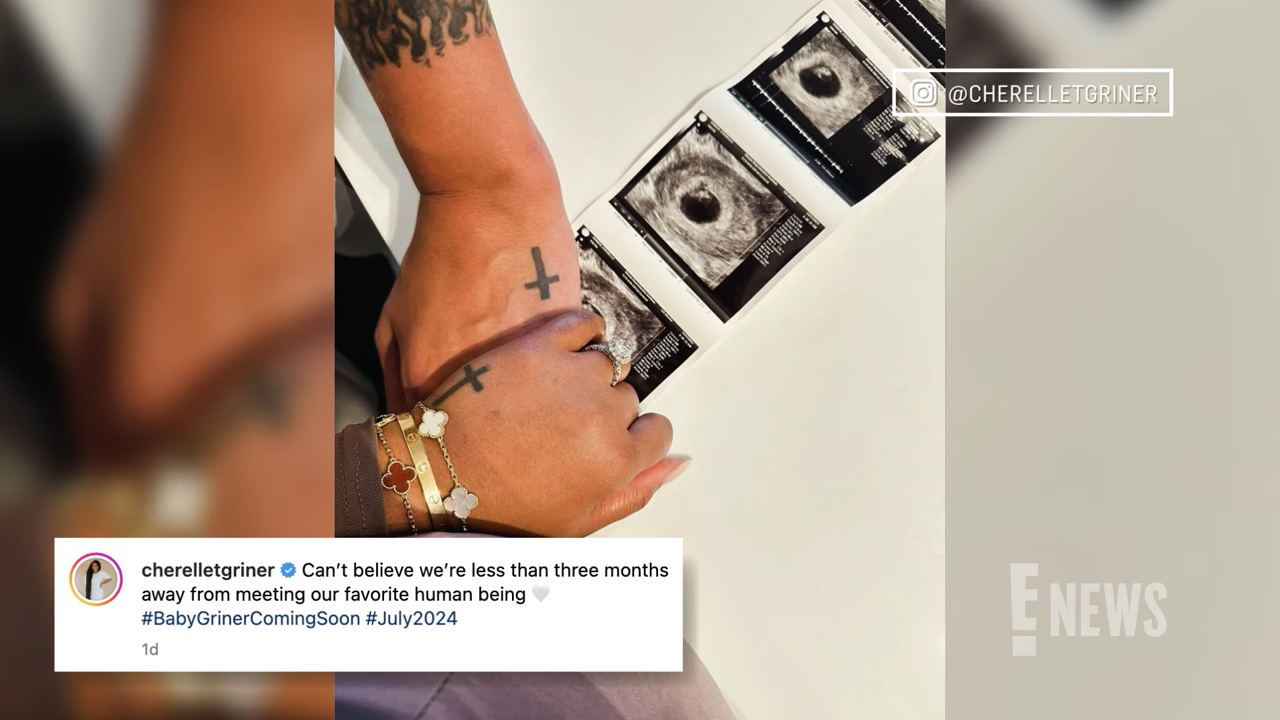 @CHERELLETGRINER
cherelletgriner Can't believe we're less than three months
away from meeting our favorite human being 🤍
#BabyGrinerComingSoon #July2024
1d
E! NEWS